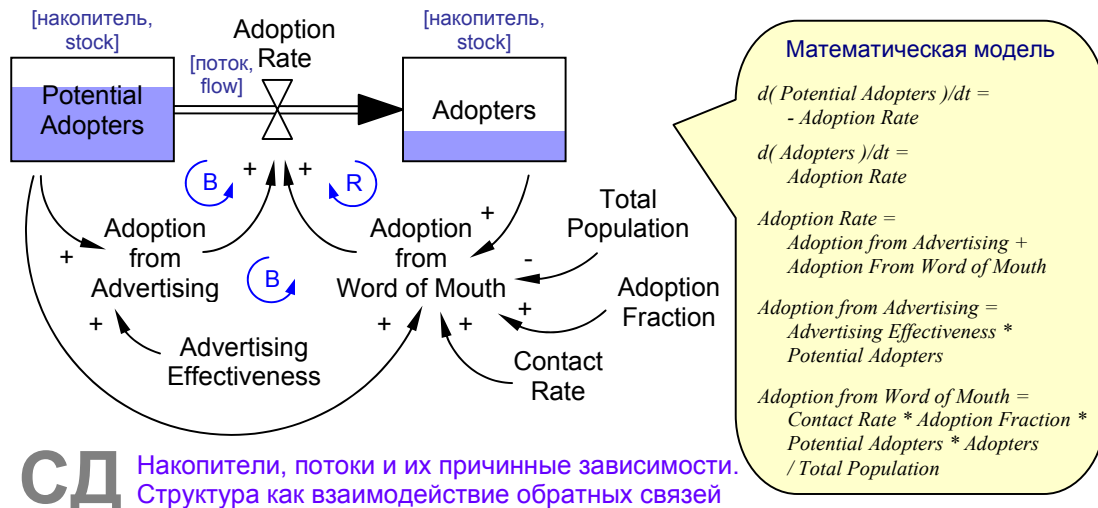 [накопитель,
stock]
Adoption
Rate
[накопитель,
stock]
[поток,
flow]
Potential
Adopters
Adopters
B
+
+
R
Adoption
from
Advertising
+
B
Adoption
from
Word of Mouth
+
Total
Population
-
Adoption
Fraction
+
+
Advertising
Effectiveness
+
+
Contact
Rate
Математическая модель
d( Potential Adopters )/dt =
- Adoption Rate
d( Adopters )/dt =
Adoption Rate
Adoption Rate =
Adoption from Advertising +
Adoption From Word of Mouth
Adoption from Advertising =
Advertising Effectiveness *
Potential Adopters
Adoption from Word of Mouth =
Contact Rate * Adoption Fraction *
Potential Adopters * Adopters
/ Total Population
СД
Накопители, потоки и их причинные зависимости.
Структура как взаимодействие обратных связей